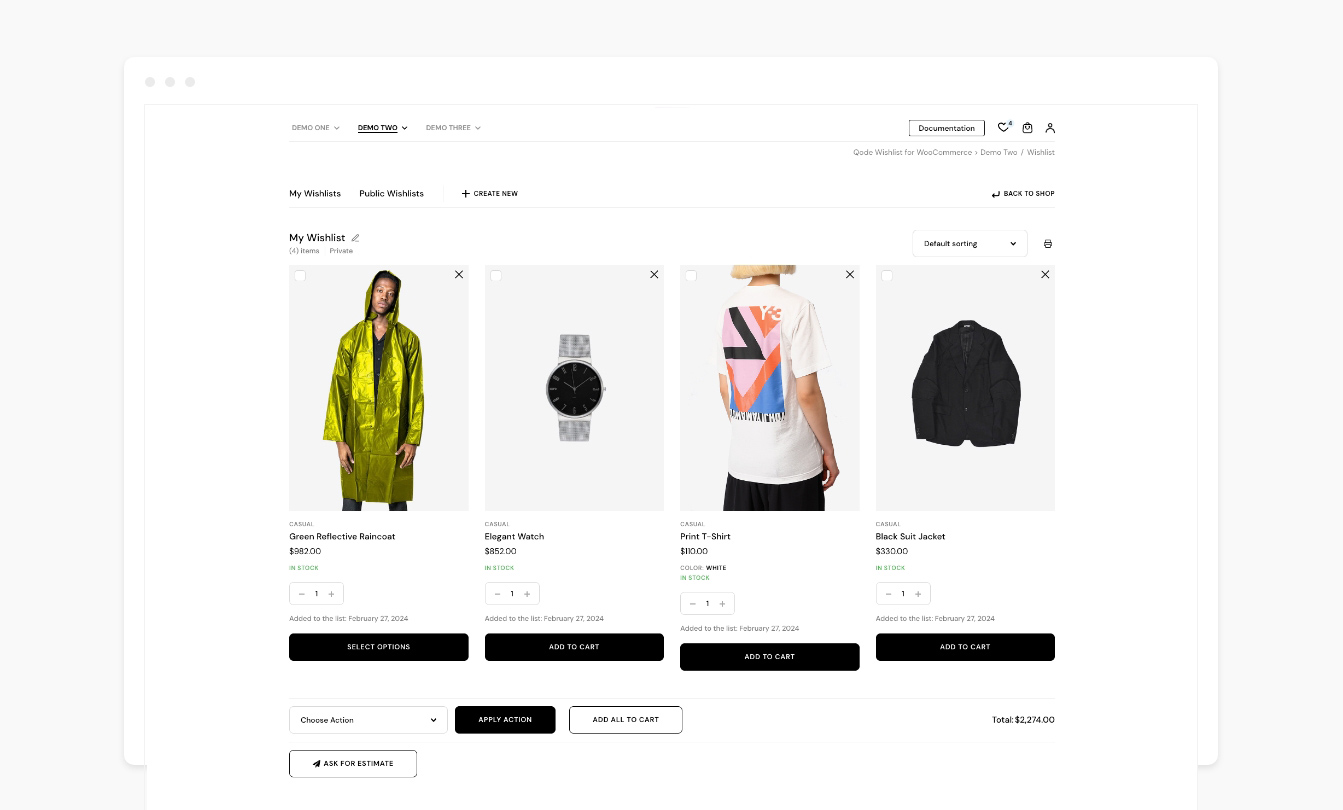 DEMO ONE DEMO TWO DEMO THREE Documentation 4
Qode Wishlist for WooCommerce > Demo Two / Wishlist
My Wishlists Public Wishlists CREATE NEW BACK TO SHOP
My Wishlist Default sorting
(4) items Private
Y-3
CASUAL CASUAL CASUAL CASUAL
Green Reflective Raincoat Elegant Watch Print T-Shirt Black Suit Jacket
$982.00 $852.00 $110.00 $330.00
IN STOCK IN STOCK COLOR: WHITE IN STOCK
IN STOCK
− 1 + − 1 + − 1 + − 1 +
Added to the list: February 27, 2024 Added to the list: February 27, 2024 Added to the list: February 27, 2024 Added to the list: February 27, 2024
SELECT OPTIONS ADD TO CART ADD TO CART ADD TO CART
Choose Action APPLY ACTION ADD ALL TO CART Total: $2,274.00
ASK FOR ESTIMATE